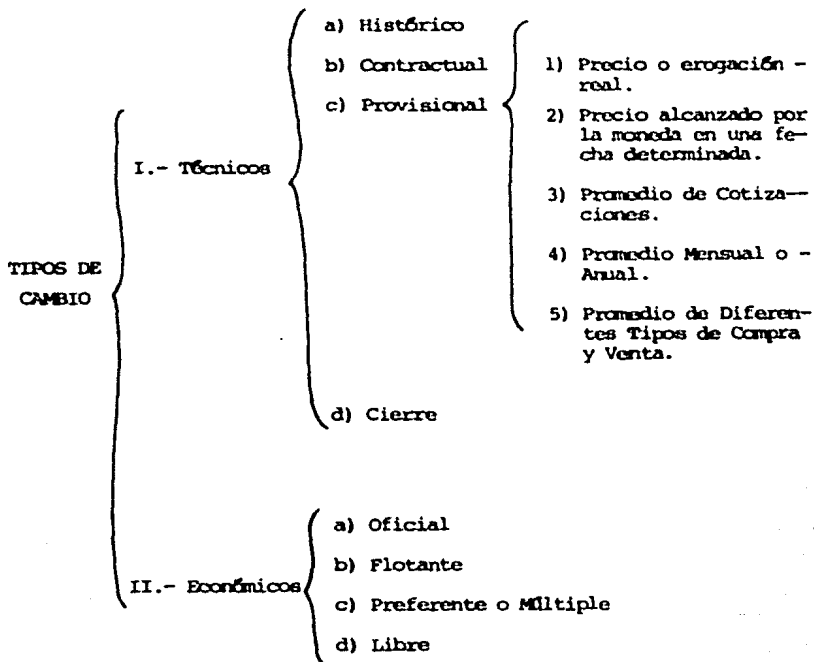 a) Histórico
b) Contractual
c) Provisional
1) Precio o erogación -
real.
2) Precio alcanzado por
la moneda en una fe-
cha determinada.
3) Promedio de Cotiza--
ciones.
4) Promedio Mensual o -
Anual.
5) Promedio de Diferen-
tes Tipos de Compra
y Venta.
I.- Técnicos
TIPOS DE
CAMBIO
d) Cierre
a) Oficial
b) Flotante
II.- Económicos
c) Preferente o Múltiple
d) Libre